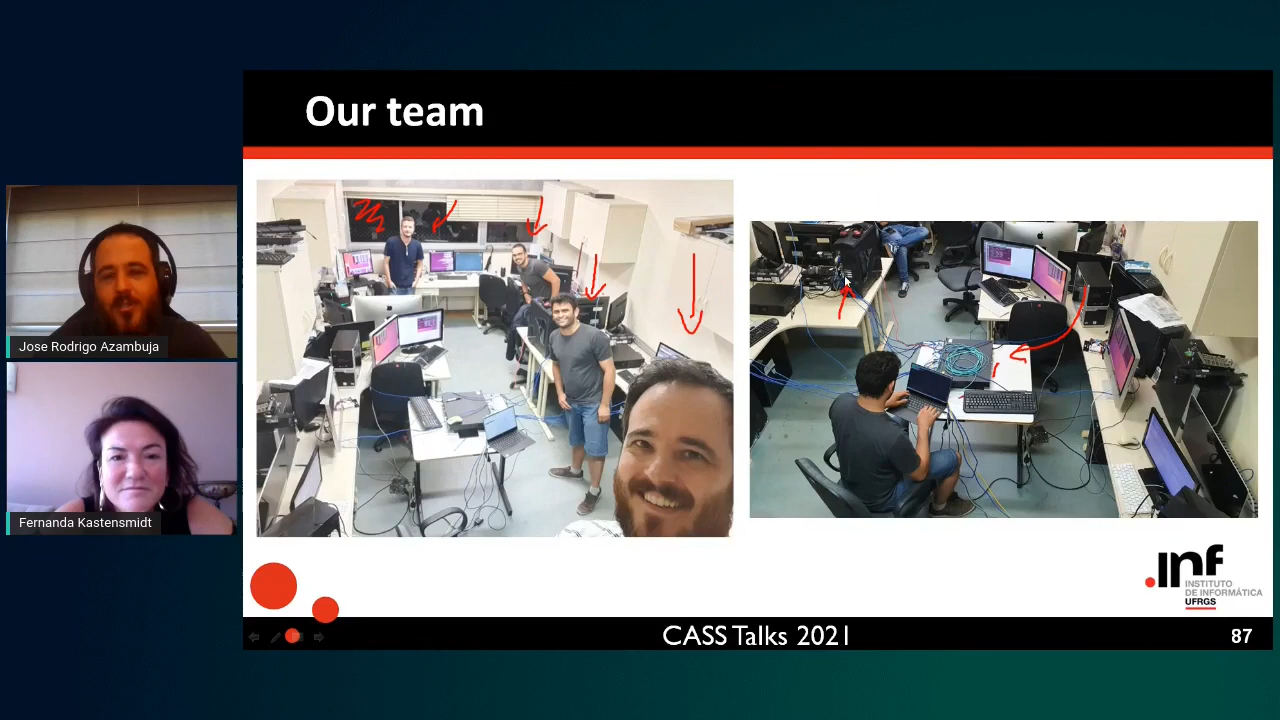 Our team
Jose Rodrigo Azambuja
Fernanda Kastensmidt
.inf
INSTITUTO
DE INFORMÁTICA
UFRGS
CASS Talks 2021
87